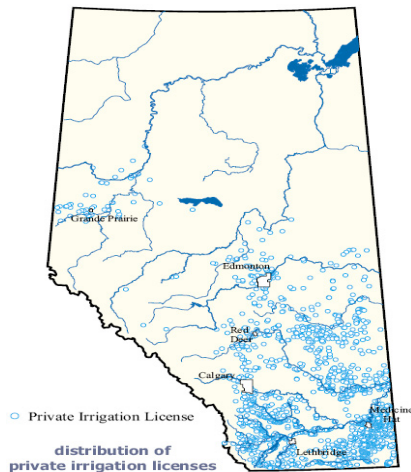 Grande Prairie
Edmonton
Red
Deer
Calgary
Medicine
Hat
Private Irrigation License
Lethbridge
distribution of
private irrigation licenses